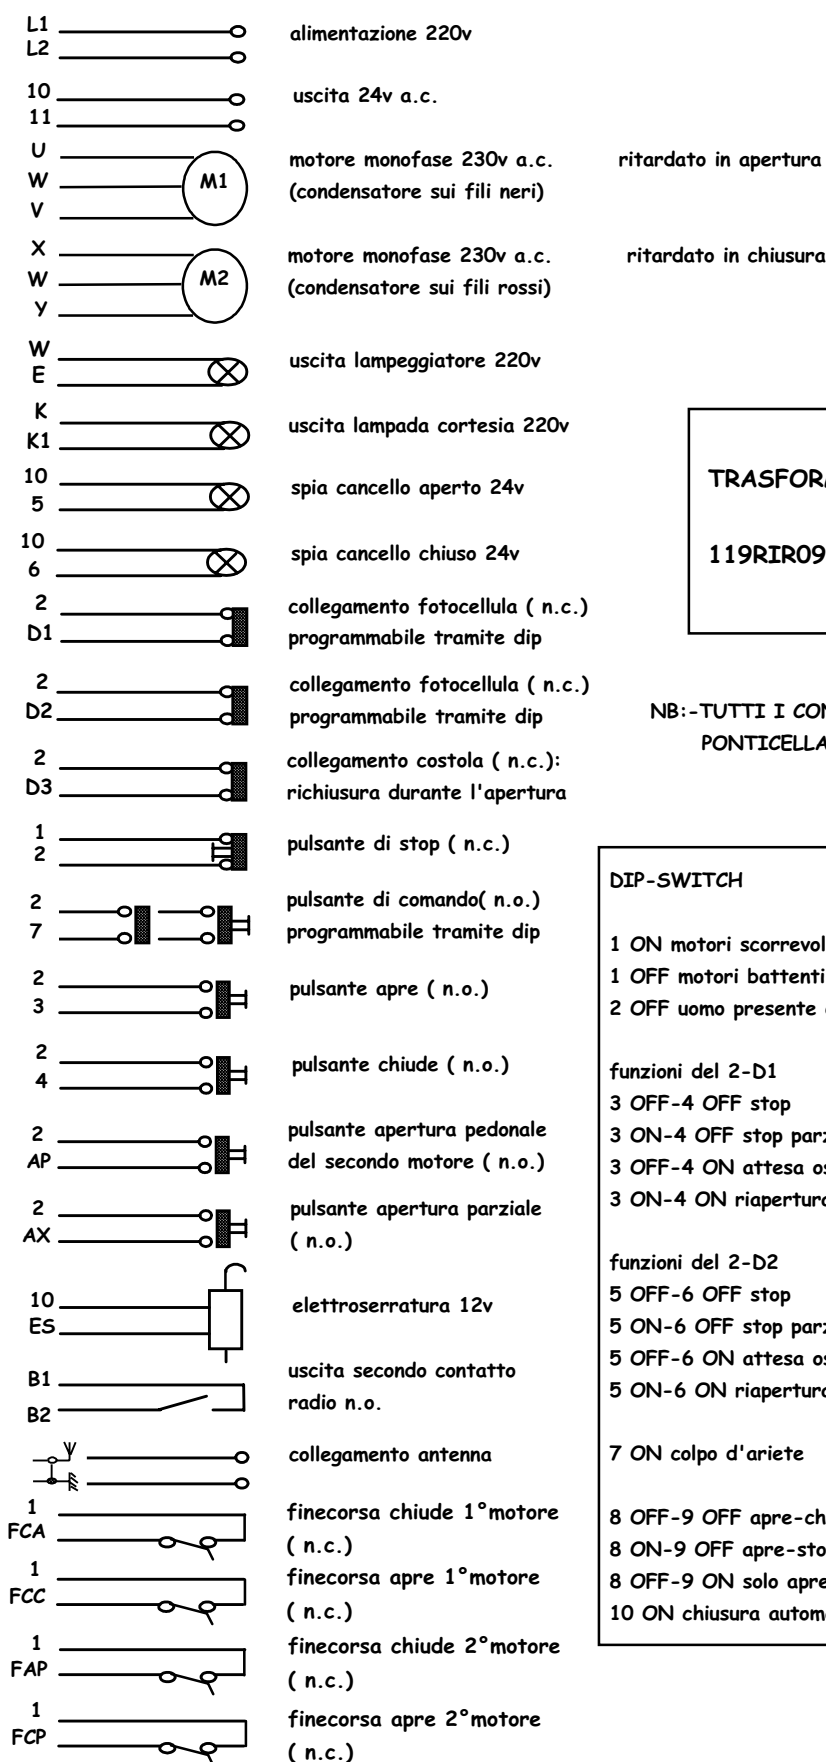 L1
L2
alimentazione 220v
10
11
uscita 24v a.c.
U
W
V
M1
motore monofase 230v a.c.
(condensatore sui fili neri)
ritardato in apertura
X
W
Y
M2
motore monofase 230v a.c.
(condensatore sui fili rossi)
ritardato in chiusura
W
E
uscita lampeggiatore 220v
K
K1
uscita lampada cortesia 220v
10
5
spia cancello aperto 24v
10
6
spia cancello chiuso 24v
2
D1
collegamento fotocellula ( n.c.)
programmabile tramite dip
2
D2
collegamento fotocellula ( n.c.)
programmabile tramite dip
2
D3
collegamento costola ( n.c.):
richiusura durante l'apertura
1
2
pulsante di stop ( n.c.)
2
7
pulsante di comando( n.o.)
programmabile tramite dip
2
3
pulsante apre ( n.o.)
2
4
pulsante chiude ( n.o.)
2
AP
pulsante apertura pedonale
del secondo motore ( n.o.)
2
AX
pulsante apertura parziale
( n.o.)
10
ES
elettroserratura 12v
B1
B2
uscita secondo contatto
radio n.o.
collegamento antenna
1
FCA
finecorsa chiude 1°motore
( n.c.)
1
FCC
finecorsa apre 1°motore
( n.c.)
1
FAP
finecorsa chiude 2°motore
( n.c.)
1
FCP
finecorsa apre 2°motore
( n.c.)
TRASFOR
119RIR09
NB:-TUTTI I CON
PONTICELLA
DIP-SWITCH
1 ON motori scorrevol
1 OFF motori battenti
2 OFF uomo presente
funzioni del 2-D1
3 OFF-4 OFF stop
3 ON-4 OFF stop parz
3 OFF-4 ON attesa os
3 ON-4 ON riapertura
funzioni del 2-D2
5 OFF-6 OFF stop
5 ON-6 OFF stop parz
5 OFF-6 ON attesa os
5 ON-6 ON riapertura
7 ON colpo d'ariete
8 OFF-9 OFF apre-ch
8 ON-9 OFF apre-sto
8 OFF-9 ON solo apre
10 ON chiusura autom